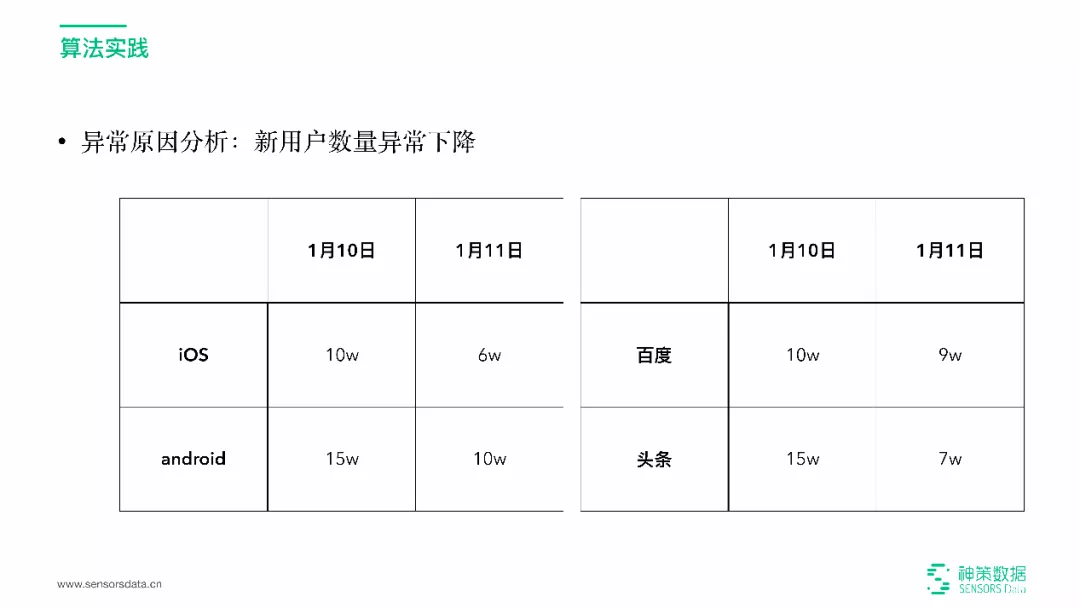 算法实践
• 异常原因分析：新用户数量异常下降
1月10日 1月11日
iOS 10w 6w
android 15w 10w
1月10日 1月11日
百度 10w 9w
头条 15w 7w
www.sensorsdata.cn
神策数据
SENSORS Data